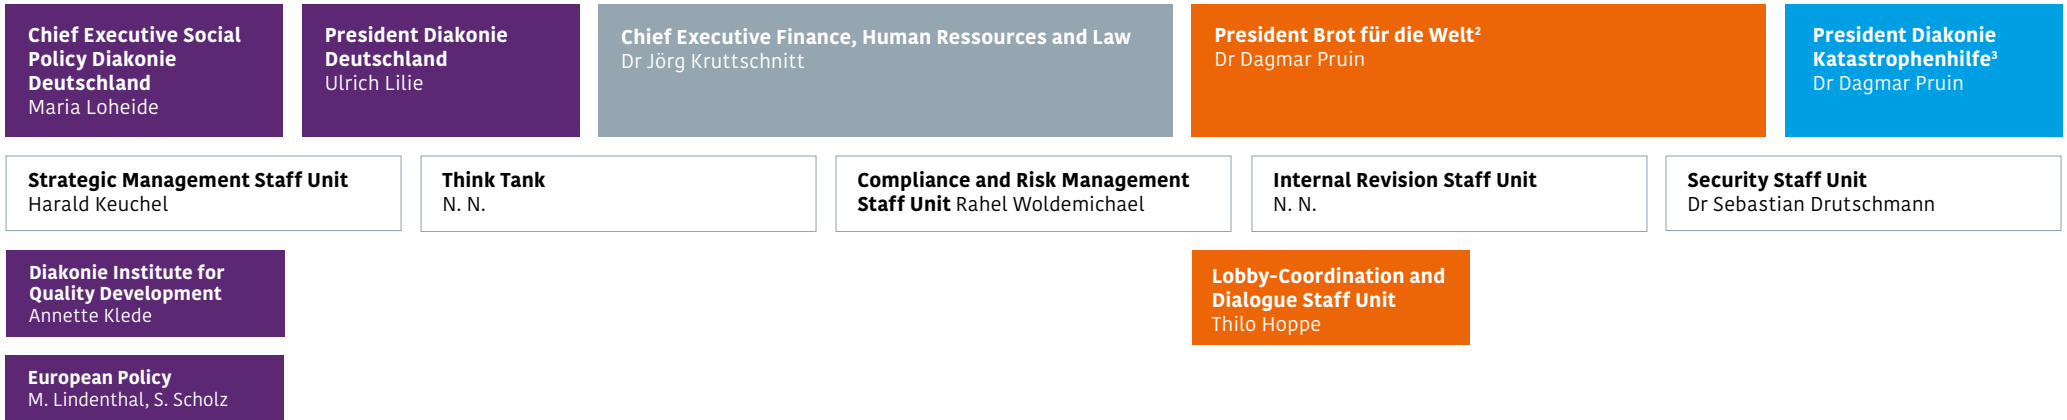 Chief Executive Social
Policy Diakonie
Deutschland
Maria Loheide
President Diakonie
Deutschland
Ulrich Lilie
Chief Executive Finance, Human Ressources and Law
Dr Jörg Kruttschnitt
President Brot für die Welt²
Dr Dagmar Pruin
President Diakonie
Katastrophenhilfe³
Dr Dagmar Pruin
Strategic Management Staff Unit
Harald Keuchel
Think Tank
N. N.
Compliance and Risk Management
Staff Unit Rahel Woldemichael
Internal Revision Staff Unit
N. N.
Security Staff Unit
Dr Sebastian Drutschmann
Diakonie Institute for
Quality Development
Annette Klede
Lobby-Coordination and
Dialogue Staff Unit
Thilo Hoppe
European Policy
M. Lindenthal, S. Scholz